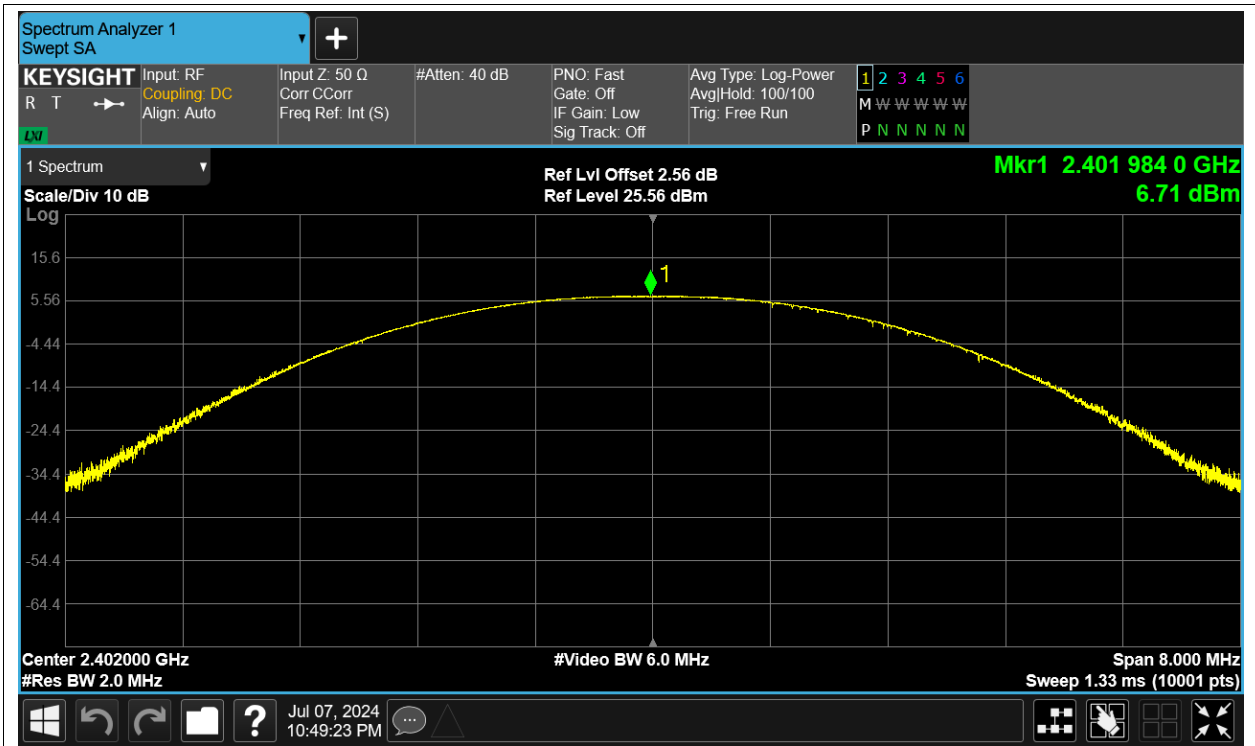 Spectrum Analyzer 1
Swept SA
KEYSIGHT
R T
LXI
Input: RF
Coupling: DC
Align: Auto
Input Z: 50 Ω
Corr CCorr
Freq Ref: Int (S)
#Atten: 40 dB
PNO: Fast
Gate: Off
IF Gain: Low
Sig Track: Off
Avg Type: Log-Power
Avg|Hold: 100/100
Trig: Free Run
1 2 3 4 5 6
M W W W W W
P N N N N N
1 Spectrum
Scale/Div 10 dB
Log
Ref Lvl Offset 2.56 dB
Ref Level 25.56 dBm
Mkr1 2.401 984 0 GHz
6.71 dBm
15.6
1
5.56
-4.44
-14.4
-24.4
-34.4
-44.4
-54.4
-64.4
Center 2.402000 GHz
#Res BW 2.0 MHz
#Video BW 6.0 MHz
Span 8.000 MHz
Sweep 1.33 ms (10001 pts)
?
Jul 07, 2024
10:49:23 PM